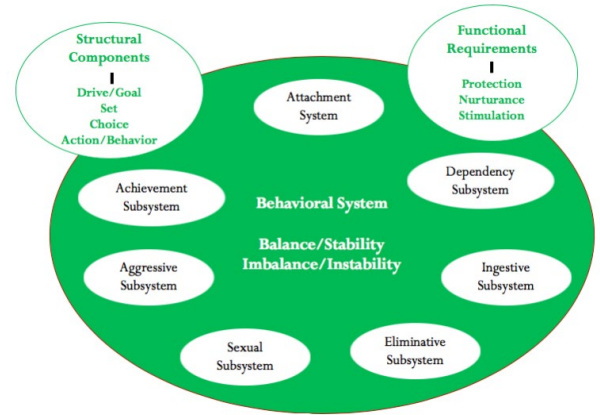 Structural
Components
Drive/Goal
Set
Choice
Action/Behavior
Functional
Requirements
Protection
Nurturance
Stimulation
Attachment
System
Achievement
Subsystem
Dependency
Subsystem
Behavioral System
Balance/Stability
Imbalance/Instability
Aggressive
Subsystem
Ingestive
Subsystem
Sexual
Subsystem
Eliminative
Subsystem